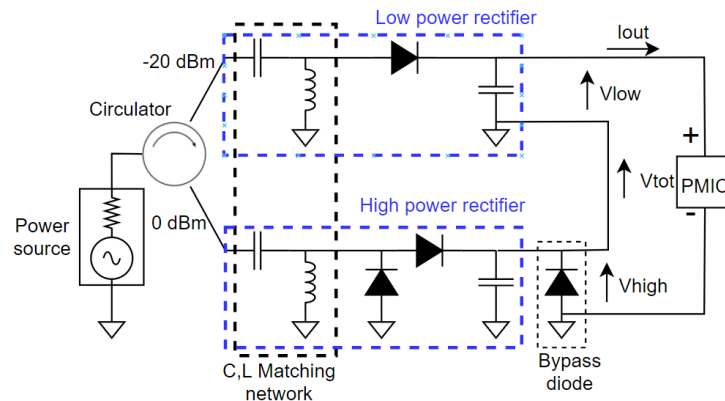 Low power rectifier
Iout
-20 dBm
Vlow
Circulator
+
Vtot
PMIC
-
0 dBm
High power rectifier
Power
source
Vhigh
C,L Matching
network
Bypass
diode